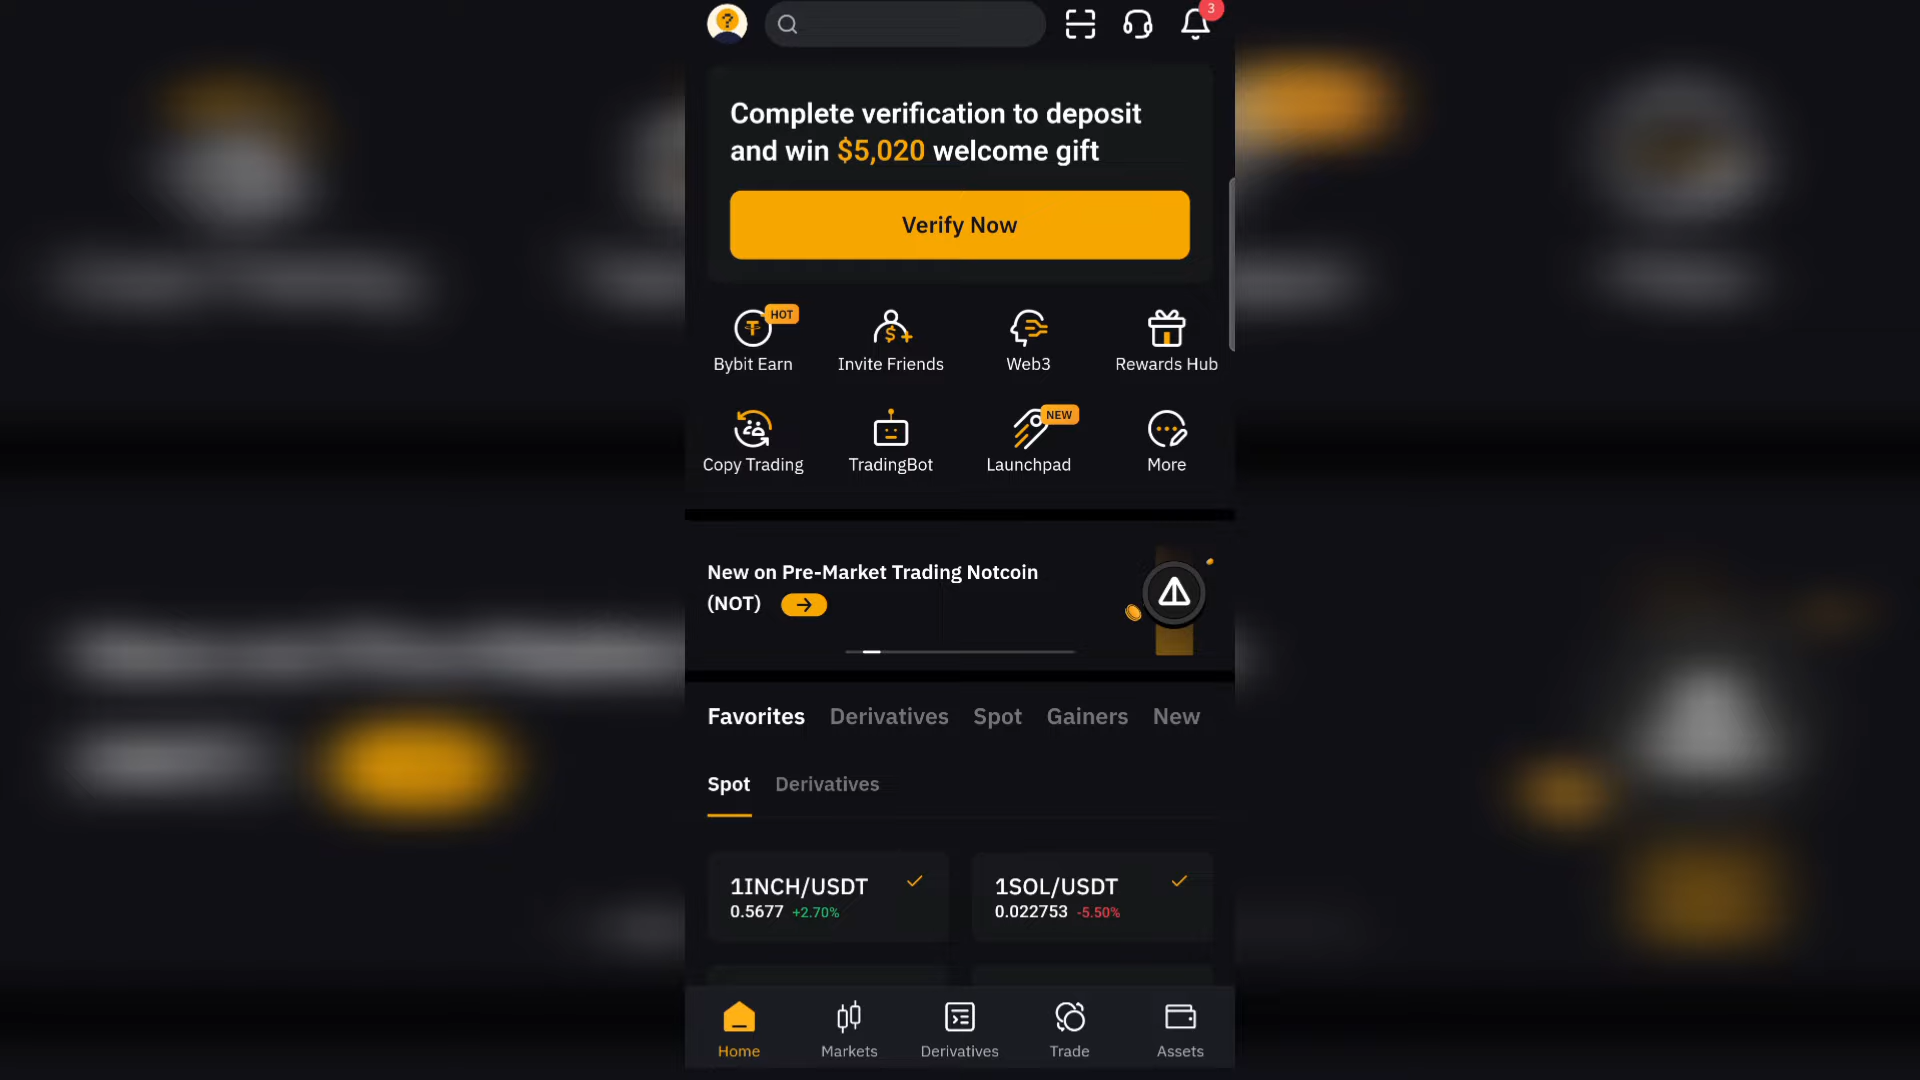 3
Complete verification to deposit
and win $5,020 welcome gift
Verify Now
HOT
Bybit Earn Invite Friends Web3 Rewards Hub
NEW
Copy Trading TradingBot Launchpad More
New on Pre-Market Trading Notcoin
(NOT)
Favorites Derivatives Spot Gainers New
Spot Derivatives
1INCH/USDT 1SOL/USDT
0.5677 +2.70% 0.022753 -5.50%
Home Markets Derivatives Trade Assets